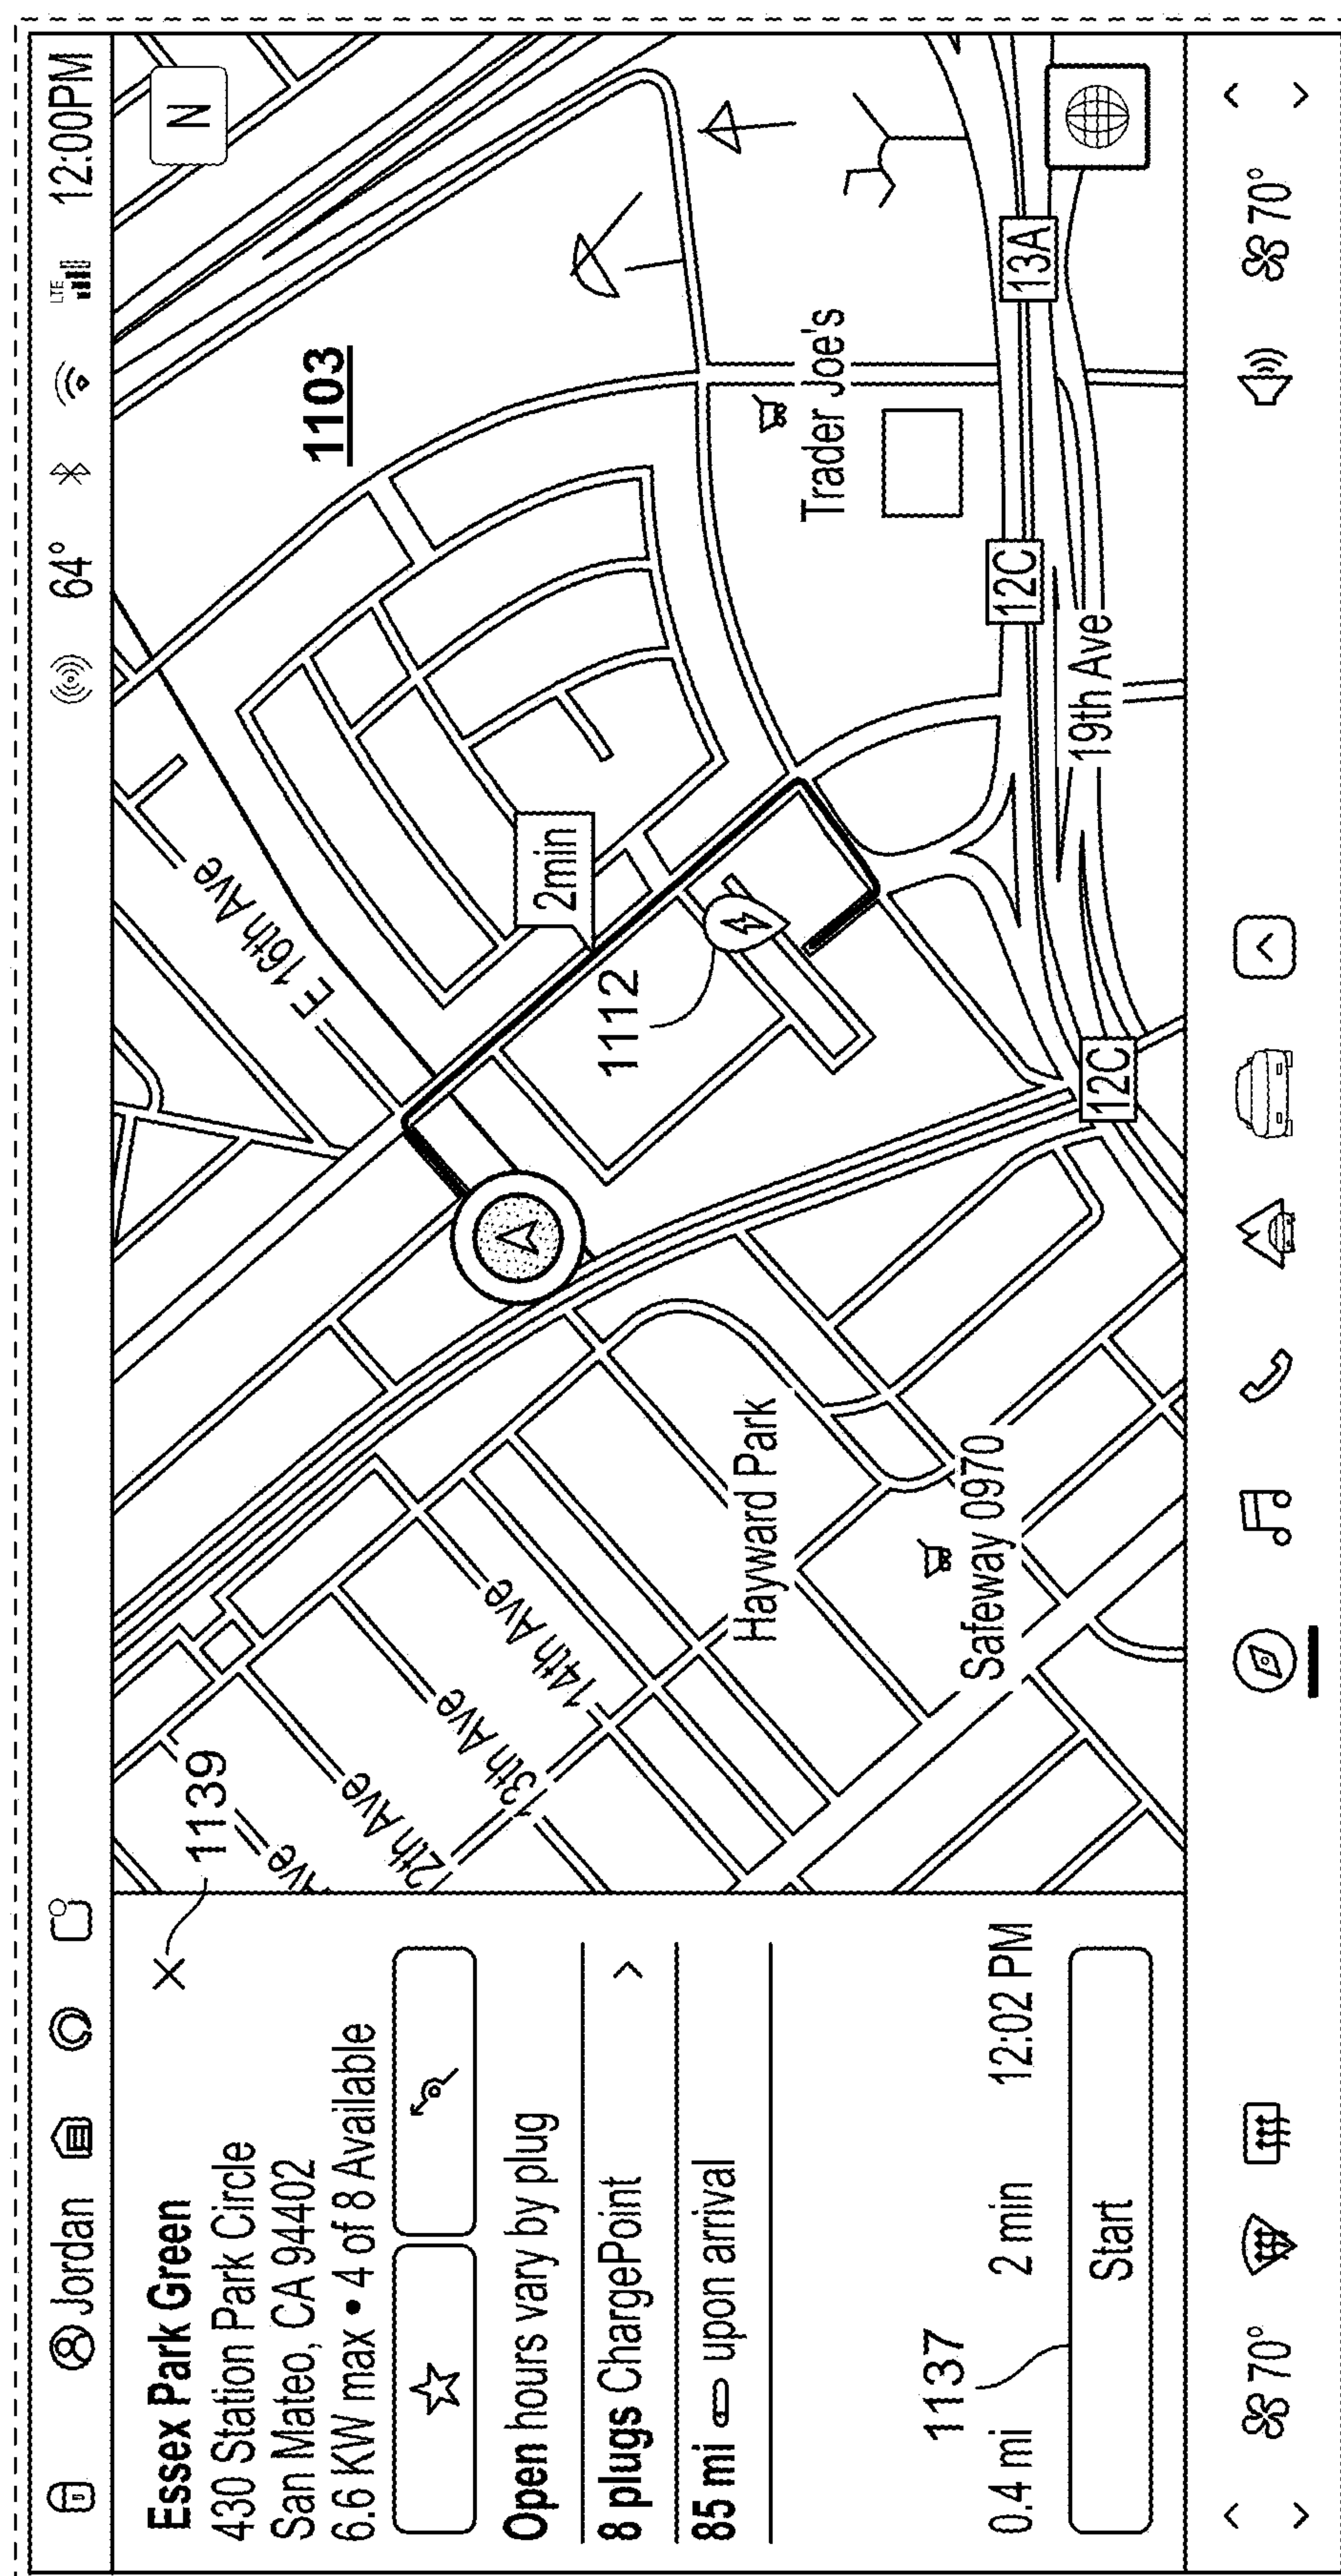 Jordan
64°
LTE
12:00PM
Essex Park Green
430 Station Park Circle
San Mateo, CA 94402
6.6 KW max • 4 of 8 Available
Open hours vary by plug
8 plugs ChargePoint >
85 mi upon arrival
1137
0.4 mi 2 min 12:02 PM
Start
1139
N
Ave
12th Ave
13th Ave
14th Ave
E 16th Ave
1103
2min
1112
Hayward Park
Safeway 0970
Trader Joe's
12C
12C
13A
19th Ave
70°
70°